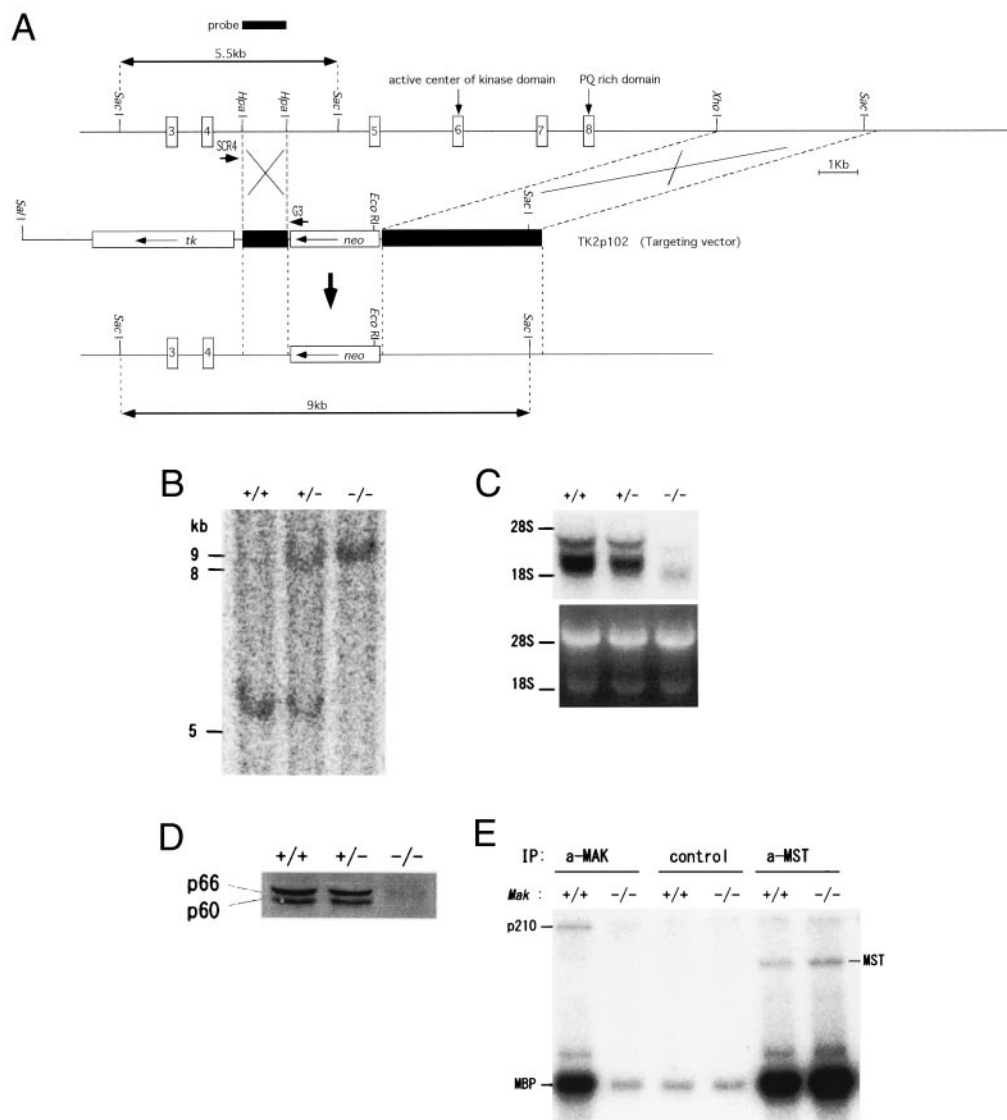 A
probe
5.5kb
active center of kinase domain
PQ rich domain
Sac I
Hpa I
Hpa I
Sac I
Xho I
Sac I
3
4
5
6
7
8
SCR4
1Kb
G3
Eco RI
Sac I
Sal I
tk
neo
TK2p102 (Targeting vector)
Sac I
Eco RI
Sac I
3
4
neo
9kb
B
+/+ +/- -/-
kb
9
8
5
C
+/+ +/- -/-
28S
18S
28S
18S
D
+/+ +/- -/-
p66
p60
E
IP: a-MAK control a-MST
Mak: +/+ -/- +/+ -/- +/+ -/-
p210
MST
MBP